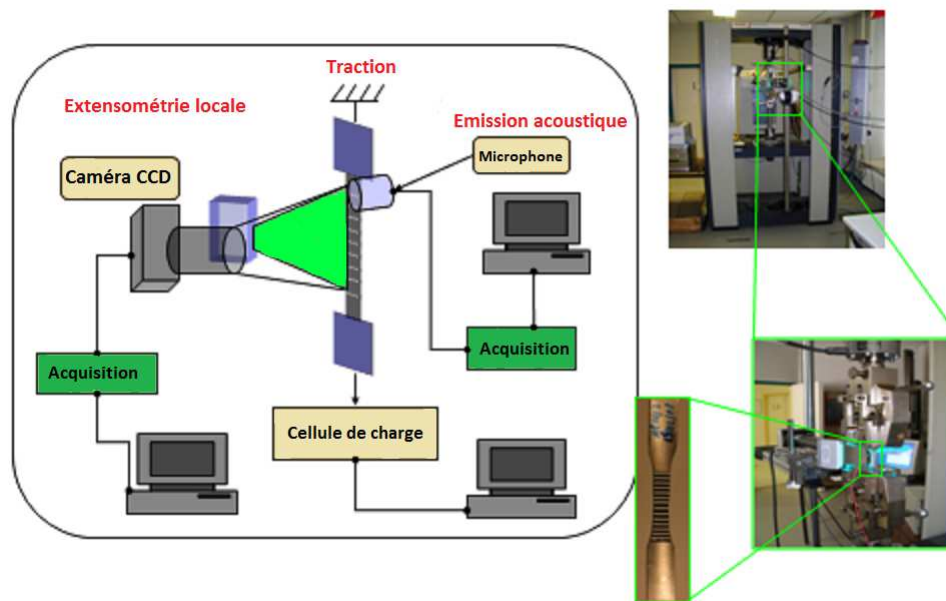 Traction
Extensométrie locale
Emission acoustique
Microphone
Caméra CCD
Acquisition
Acquisition
Cellule de charge